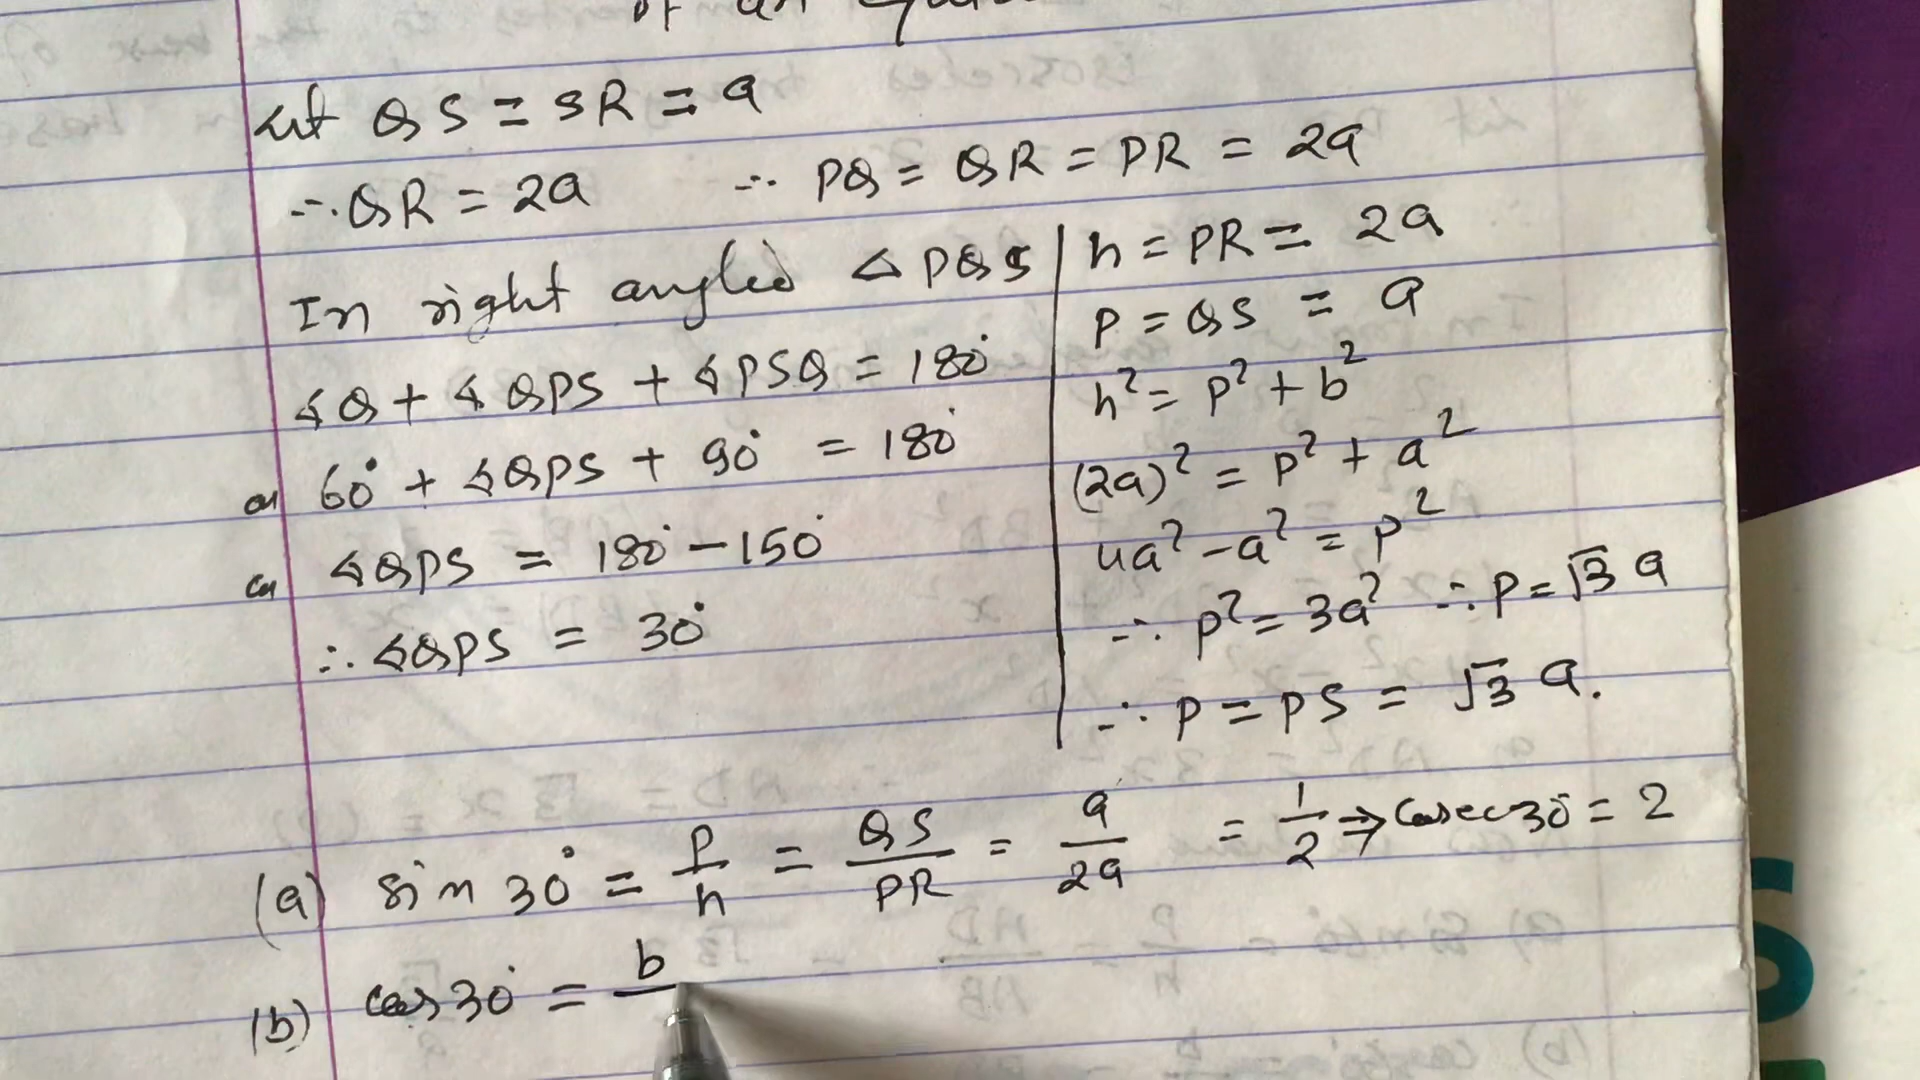 of an
Let QS = SR = a
∴ QR = 2a ∴ PQ = QR = PR = 2a
In right angled △PQS
∡Q + ∡QPS + ∡PSQ = 180°
or 60° + ∡QPS + 90° = 180°
or ∡QPS = 180° - 150°
∴ ∡QPS = 30°
h = PR = 2a
P = QS = a
h² = p² + b²
(2a)² = p² + a²
4a² - a² = p²
∴ p² = 3a² ∴ P = √3 a
∴ P = PS = √3 a.
(a) sin 30° = p/h = QS/PR = a/2a = 1/2 ⇒ cosec 30° = 2
(b) cos 30° = b